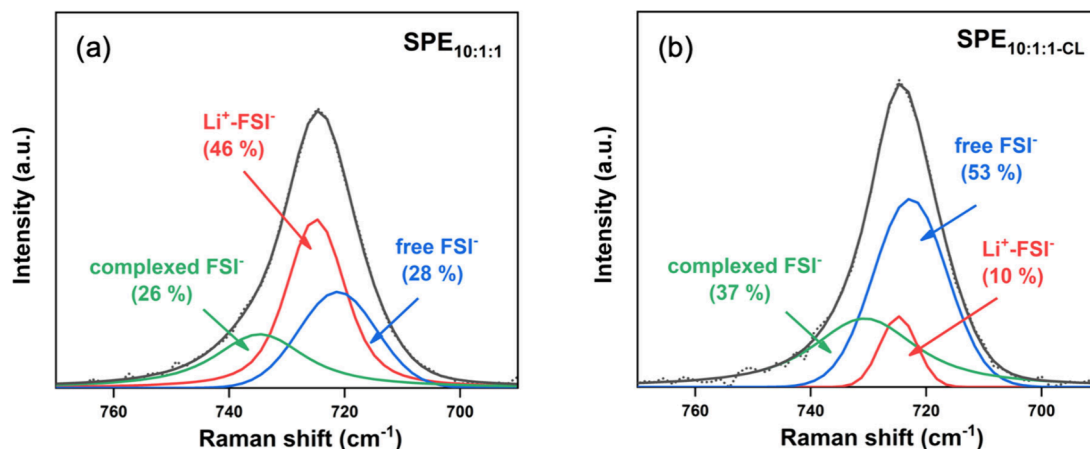 (a)
SPE10:1:1
Li⁺-FSI⁻
(46 %)
complexed FSI⁻
(26 %)
free FSI⁻
(28 %)
Intensity (a.u.)
760
740
720
700
Raman shift (cm⁻¹)
(b)
SPE10:1:1-CL
free FSI⁻
(53 %)
Li⁺-FSI⁻
(10 %)
complexed FSI⁻
(37 %)
Intensity (a.u.)
760
740
720
700
Raman shift (cm⁻¹)